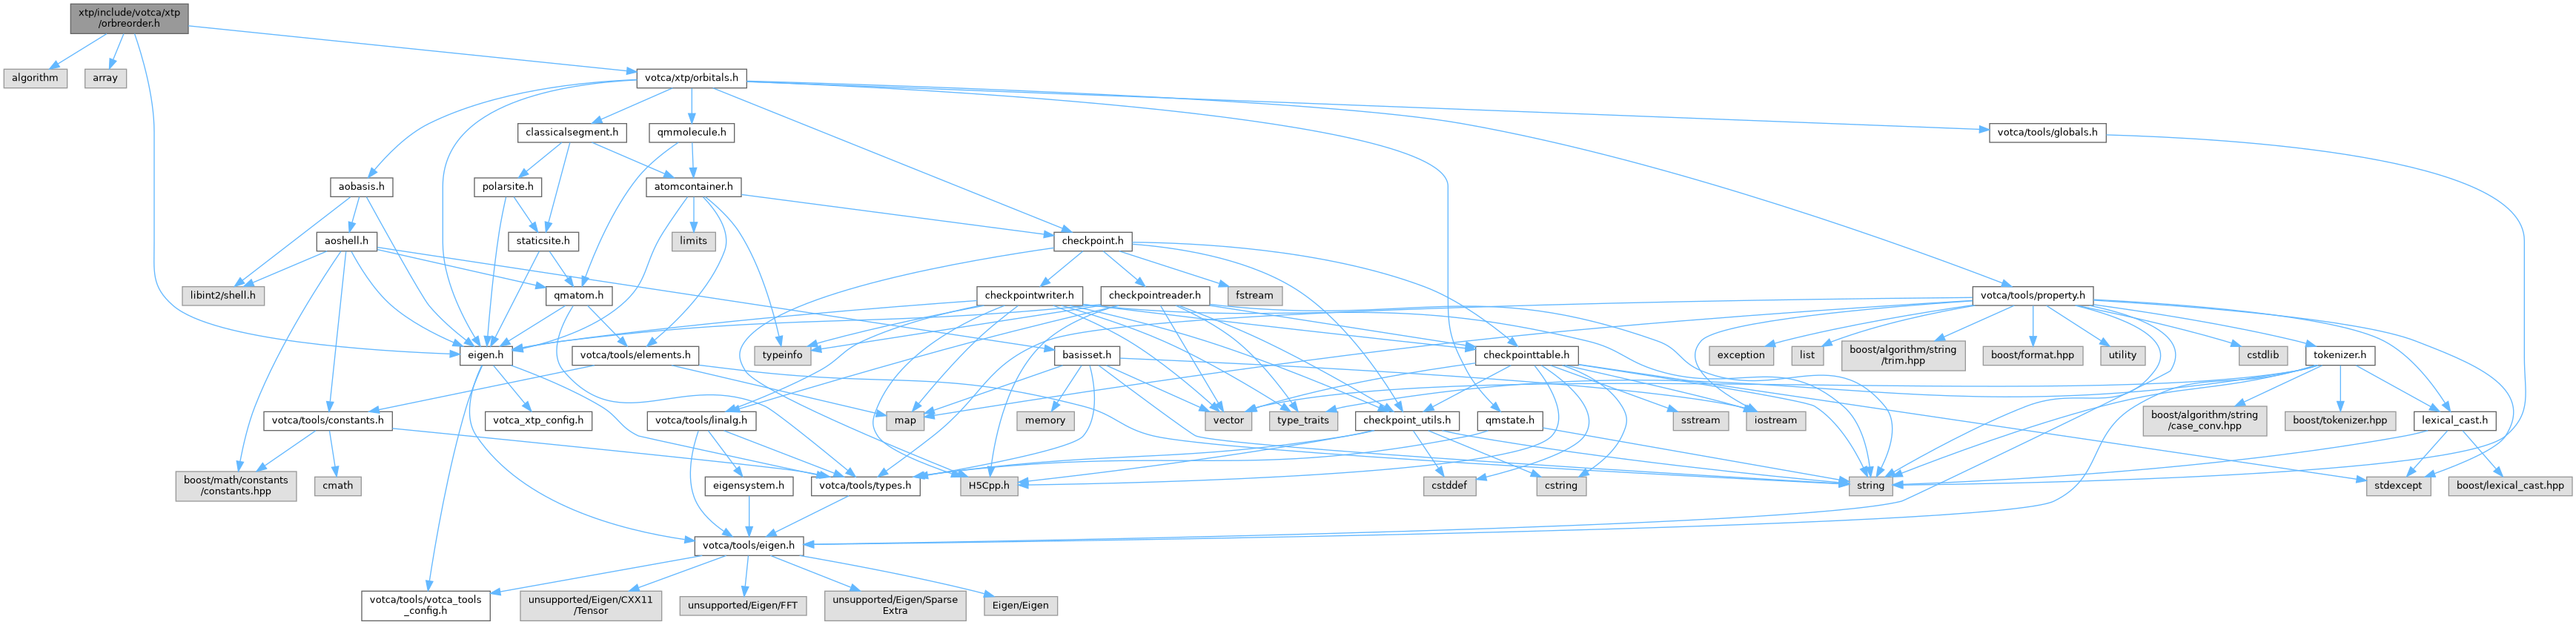 xtp/include/votca/xtp
/orbreorder.h
algorithm
array
votca/xtp/orbitals.h
classicalsegment.h
qmmolecule.h
votca/tools/globals.h
aobasis.h
polarsite.h
atomcontainer.h
aoshell.h
staticsite.h
limits
checkpoint.h
libint2/shell.h
qmatom.h
checkpointwriter.h
checkpointreader.h
fstream
votca/tools/property.h
eigen.h
votca/tools/elements.h
typeinfo
basisset.h
checkpointtable.h
exception
list
boost/algorithm/string
/trim.hpp
boost/format.hpp
utility
cstdlib
tokenizer.h
votca/tools/constants.h
votca_xtp_config.h
votca/tools/linalg.h
map
memory
vector
type_traits
checkpoint_utils.h
qmstate.h
sstream
iostream
boost/algorithm/string
/case_conv.hpp
boost/tokenizer.hpp
lexical_cast.h
boost/math/constants
/constants.hpp
cmath
eigensystem.h
votca/tools/types.h
H5Cpp.h
cstddef
cstring
string
stdexcept
boost/lexical_cast.hpp
votca/tools/eigen.h
votca/tools/votca_tools
_config.h
unsupported/Eigen/CXX11
/Tensor
unsupported/Eigen/FFT
unsupported/Eigen/Sparse
Extra
Eigen/Eigen